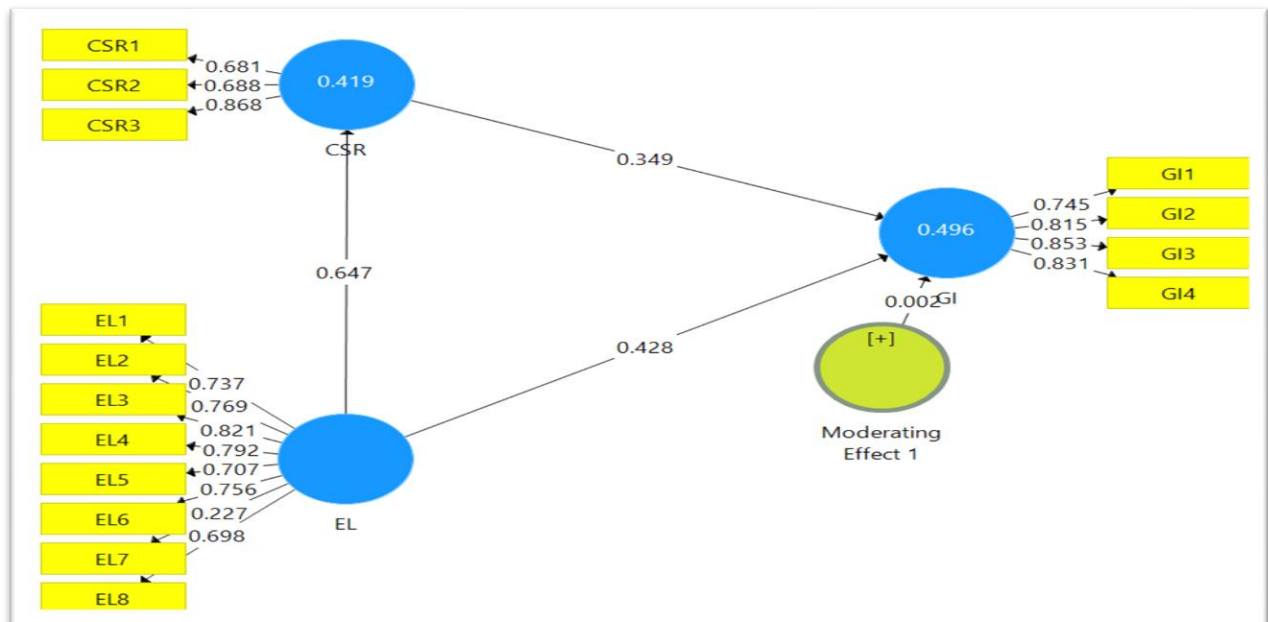 CSR1
CSR2
CSR3
0.681
0.688
0.868
0.419
CSR
0.349
0.647
0.428
GI1
GI2
GI3
GI4
0.745
0.815
0.853
0.831
0.496
GI
0.002
[+]
Moderating
Effect 1
EL1
EL2
EL3
EL4
EL5
EL6
EL7
EL8
0.737
0.769
0.821
0.792
0.707
0.756
0.227
0.698
EL